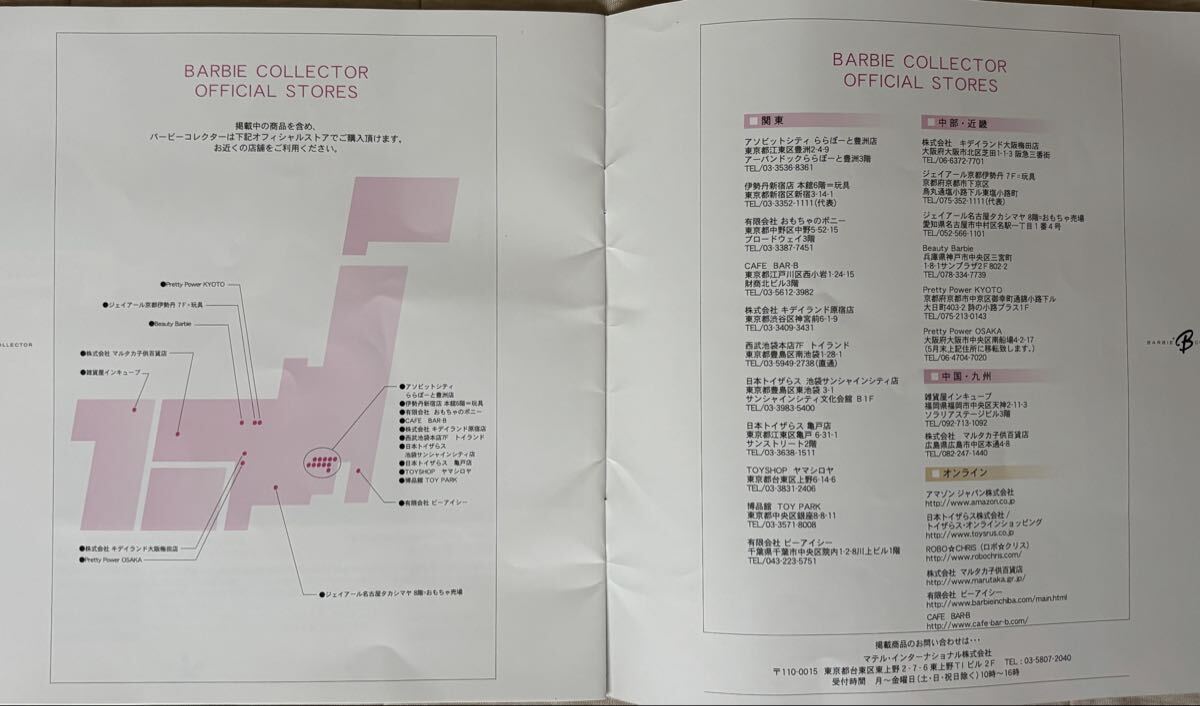 BARBIE COLLECTOR
OFFICIAL STORES
掲載中の商品を含め、
バービーコレクターは下記オフィシャルストアでご購入頂けます。
お近くの店舗をご利用ください。
●Pretty Power KYOTO
●ジェイアール京都伊勢丹 7F=玩具
●Beauty Barbie
●株式会社 マルタカ子供百貨店
●雑貨屋インキューブ
●アソビットシティ
ららぽーと豊洲店
●伊勢丹新宿店 本館6階=玩具
●有限会社 おもちゃのポニー
●CAFE BAR-B
●株式会社 キデイランド原宿店
●西武池袋本店7F トイランド
●日本トイザらス
池袋サンシャインシティ店
●日本トイザらス 亀戸店
●TOYSHOP ヤマシロヤ
●博品館 TOY PARK
●有限会社 ビーアイシー
●株式会社 キデイランド大阪梅田店
●Pretty Power OSAKA
●ジェイアール名古屋タカシマヤ 8階=おもちゃ売場
OLLECTOR
BARBIE COLLECTOR
OFFICIAL STORES
関東
アソビットシティ ららぽーと豊洲店
東京都江東区豊洲2-4-9
アーバンドックららぽーと豊洲3階
TEL/03-3536-8361
伊勢丹新宿店 本館6階=玩具
東京都新宿区新宿3-14-1
TEL/03-3352-1111(代表)
有限会社 おもちゃのポニー
東京都中野区中野5-52-15
ブロードウェイ3階
TEL/03-3387-7451
CAFE BAR-B
東京都江戸川区西小岩1-24-15
財商北ビル3階
TEL/03-5612-3982
株式会社 キデイランド原宿店
東京都渋谷区神宮前6-1-9
TEL/03-3409-3431
西武池袋本店7F トイランド
東京都豊島区南池袋1-28-1
TEL/03-5949-2738(直通)
日本トイザらス 池袋サンシャインシティ店
東京都豊島区東池袋 3-1
サンシャインシティ文化会館 B1F
TEL/03-3983-5400
日本トイザらス 亀戸店
東京都江東区亀戸 6-31-1
サンストリート2階
TEL/03-3638-1511
TOYSHOP ヤマシロヤ
東京都台東区上野6-14-6
TEL/03-3831-2406
博品館 TOY PARK
東京都中央区銀座8-8-11
TEL/03-3571-8008
有限会社 ビーアイシー
千葉県千葉市中央区院内1-2-8川上ビル1階
TEL/043-223-5751
中部・近畿
株式会社 キデイランド大阪梅田店
大阪府大阪市北区芝田1-1-3 阪急三番街
TEL/06-6372-7701
ジェイアール京都伊勢丹 7F=玩具
京都府京都市下京区
烏丸通塩小路下ル東塩小路町
TEL/075-352-1111(代表)
ジェイアール名古屋タカシマヤ 8階=おもちゃ売場
愛知県名古屋市中村区名駅一丁目1番4号
TEL/052-566-1101
Beauty Barbie
兵庫県神戸市中央区三宮町
1-8-1サンプラザ2F802-2
TEL/078-334-7739
Pretty Power KYOTO
京都府京都市中京区御幸町通錦小路下ル
大日町403-2 詩の小路プラス1F
TEL/075-213-0143
Pretty Power OSAKA
大阪府大阪市中央区南船場4-2-17
(5月末上記住所に移転致します。)
TEL/06-4704-7020
中国・九州
雑貨屋インキューブ
福岡県福岡市中央区天神2-11-3
ソラリアステージビル3階
TEL/092-713-1092
株式会社 マルタカ子供百貨店
広島県広島市中区本通4-8
TEL/082-247-1440
オンライン
アマゾン ジャパン株式会社
http://www.amazon.co.jp
日本トイザらス株式会社/
トイザらス・オンラインショッピング
http://www.toysrus.co.jp
ROBO☆CHRIS (ロボ☆クリス)
http://www.robochris.com/
株式会社 マルタカ子供百貨店
http://www.marutaka.gr.jp/
有限会社 ビーアイシー
http://www.barbieinchiba.com/main.html
CAFE BAR-B
http://www.cafe-bar-b.com/
掲載商品のお問い合わせは・・・
マテル・インターナショナル株式会社
〒110-0015 東京都台東区東上野2-7-6東上野TIビル2F TEL:03-5807-2040
受付時間 月〜金曜日(土・日・祝日除く)10時〜16時
BARBIE B C